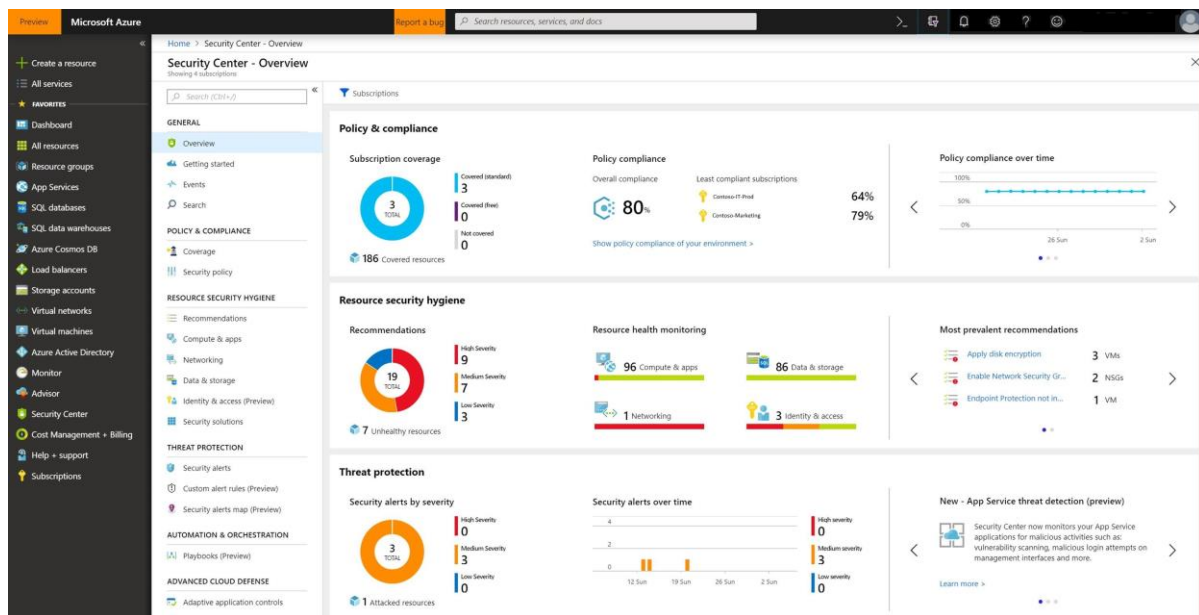 Preview
Microsoft Azure
Report a bug
Search resources, services, and docs
Create a resource
All services
FAVORITES
Dashboard
All resources
Resource groups
App Services
SQL databases
SQL data warehouses
Azure Cosmos DB
Load balancers
Storage accounts
Virtual networks
Virtual machines
Azure Active Directory
Monitor
Advisor
Security Center
Cost Management + Billing
Help + support
Subscriptions
Home > Security Center - Overview
Security Center - Overview
Showing 4 subscriptions
Search (Ctrl+/)
GENERAL
Overview
Getting started
Events
Search
POLICY & COMPLIANCE
Coverage
Security policy
RESOURCE SECURITY HYGIENE
Recommendations
Compute & apps
Networking
Data & storage
Identity & access (Preview)
Security solutions
THREAT PROTECTION
Security alerts
Custom alert rules (Preview)
Security alerts map (Preview)
AUTOMATION & ORCHESTRATION
Playbooks (Preview)
ADVANCED CLOUD DEFENSE
Adaptive application controls
Subscriptions
Policy & compliance
Subscription coverage
3
TOTAL
Covered (standard)
3
Covered (free)
0
Not covered
0
186 Covered resources
Policy compliance
Overall compliance
80%
Least compliant subscriptions
Contoso-IT-Prod 64%
Contoso-Marketing 79%
Show policy compliance of your environment >
Policy compliance over time
100%
50%
0%
26 Sun 2 Sun
Resource security hygiene
Recommendations
19
TOTAL
High Severity
9
Medium Severity
7
Low Severity
3
7 Unhealthy resources
Resource health monitoring
96 Compute & apps
86 Data & storage
1 Networking
3 Identity & access
Most prevalent recommendations
Apply disk encryption 3 VMs
Enable Network Security Gr... 2 NSGs
Endpoint Protection not in... 1 VM
Threat protection
Security alerts by severity
3
TOTAL
High Severity
0
Medium Severity
3
Low Severity
0
1 Attacked resources
Security alerts over time
4
2
0
12 Sun 19 Sun 26 Sun 2 Sun
High severity
0
Medium severity
3
Low severity
0
New - App Service threat detection (preview)
Security Center now monitors your App Service
applications for malicious activities such as:
vulnerability scanning, malicious login attempts on
management interfaces and more.
Learn more >